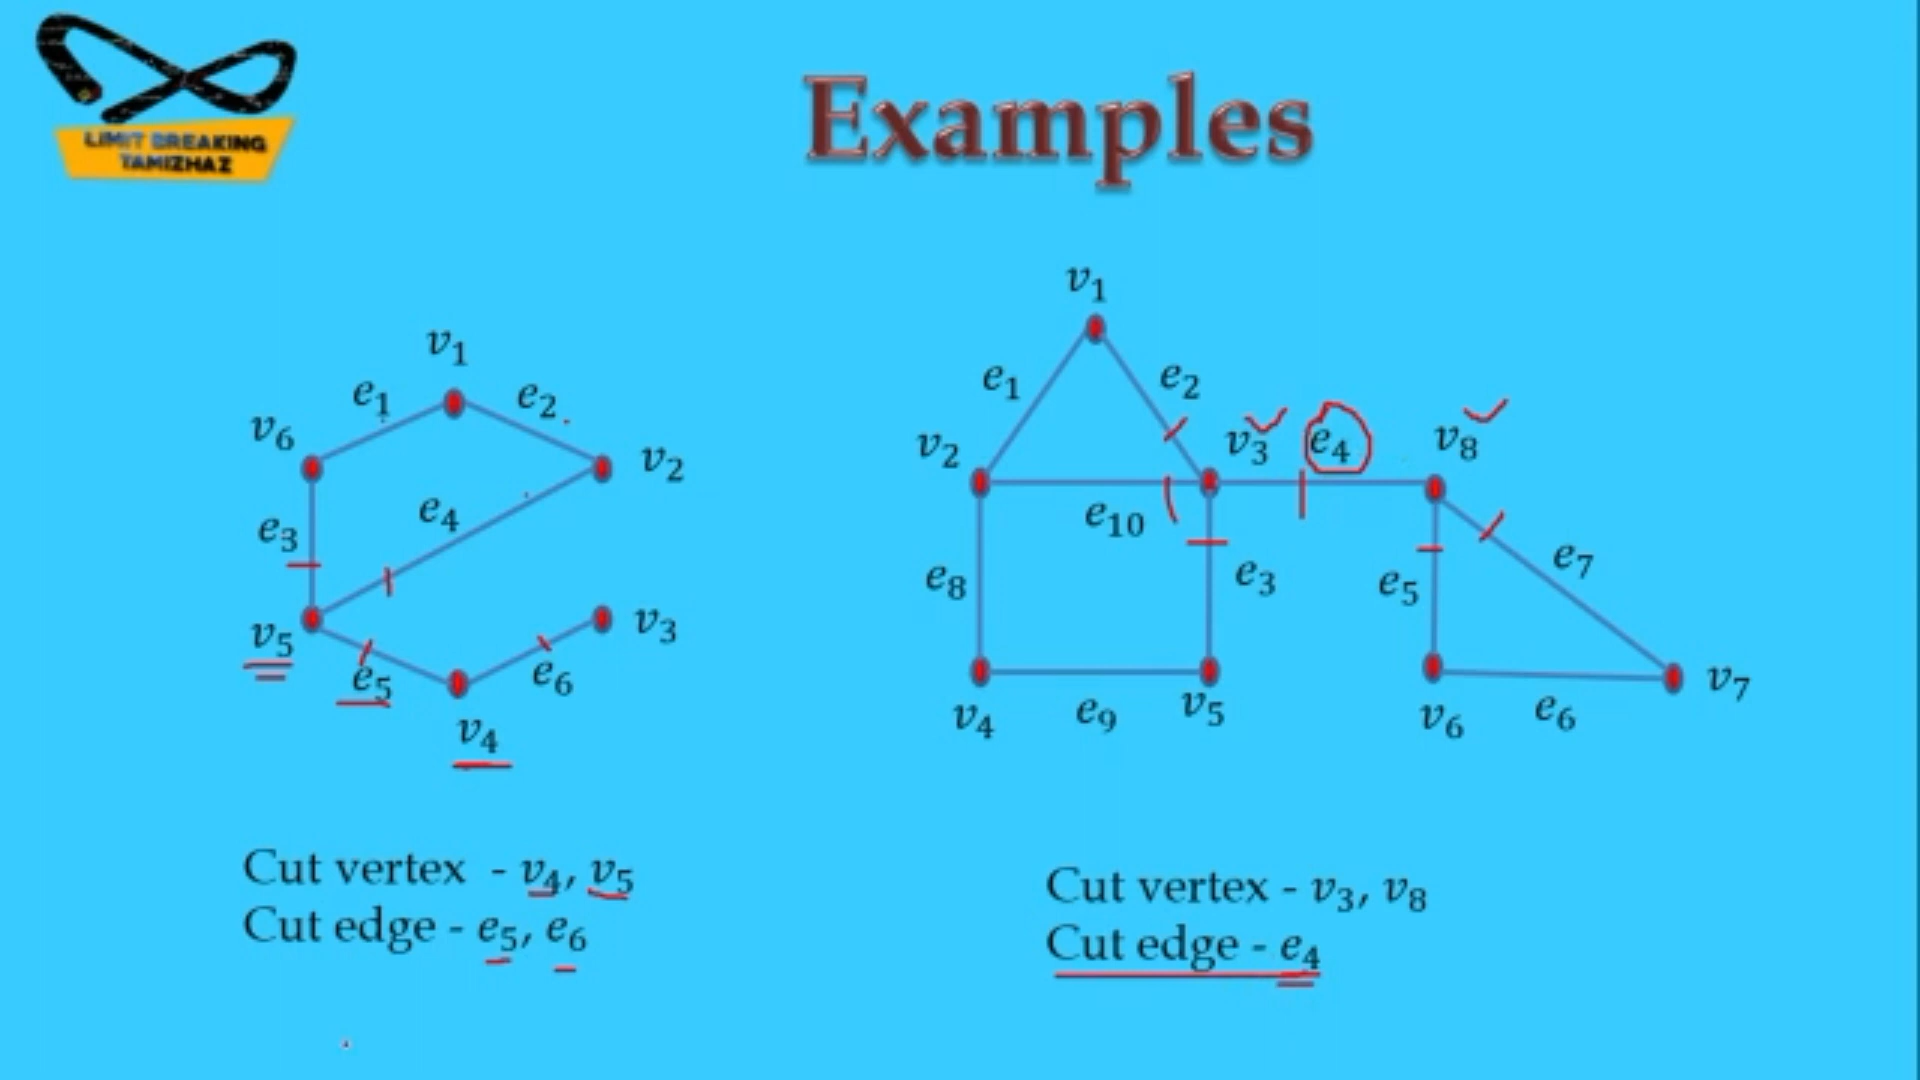 LIMIT BREAKING
TAMIZHAZ
Examples
v₁
e₁
e₂
v₆
v₂
e₄
e₃
v₅
v₃
e₅
e₆
v₄
Cut vertex - v₄, v₅
Cut edge - e₅, e₆
v₁
e₁
e₂
v₂
v₃
e₄
v₈
e₁₀
e₈
e₃
e₅
e₇
v₄
e₉
v₅
v₆
e₆
v₇
Cut vertex - v₃, v₈
Cut edge - e₄